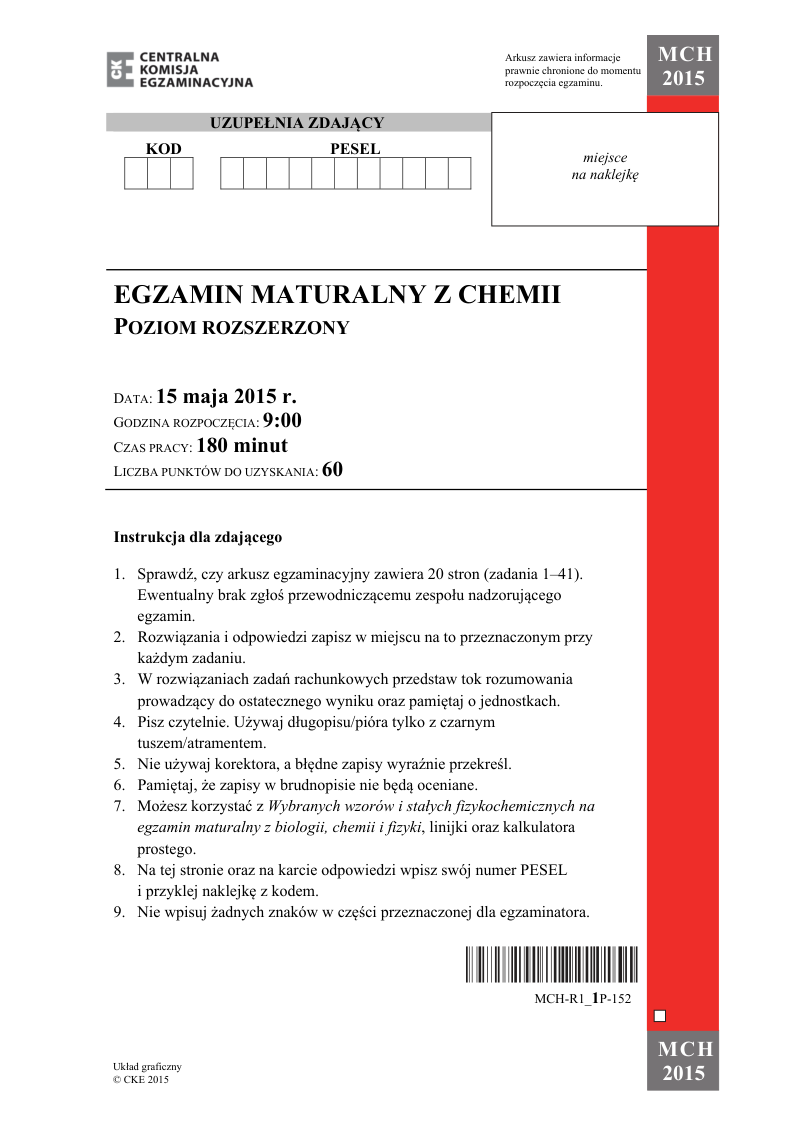 CK
E
CENTRALNA
KOMISJA
EGZAMINACYJNA
Arkusz zawiera informacje
prawnie chronione do momentu
rozpoczęcia egzaminu.
MCH
2015
UZUPEŁNIA ZDAJĄCY
KOD PESEL
miejsce
na naklejkę
EGZAMIN MATURALNY Z CHEMII
POZIOM ROZSZERZONY
DATA: 15 maja 2015 r.
GODZINA ROZPOCZĘCIA: 9:00
CZAS PRACY: 180 minut
LICZBA PUNKTÓW DO UZYSKANIA: 60
Instrukcja dla zdającego
1. Sprawdź, czy arkusz egzaminacyjny zawiera 20 stron (zadania 1–41).
Ewentualny brak zgłoś przewodniczącemu zespołu nadzorującego
egzamin.
2. Rozwiązania i odpowiedzi zapisz w miejscu na to przeznaczonym przy
każdym zadaniu.
3. W rozwiązaniach zadań rachunkowych przedstaw tok rozumowania
prowadzący do ostatecznego wyniku oraz pamiętaj o jednostkach.
4. Pisz czytelnie. Używaj długopisu/pióra tylko z czarnym
tuszem/atramentem.
5. Nie używaj korektora, a błędne zapisy wyraźnie przekreśl.
6. Pamiętaj, że zapisy w brudnopisie nie będą oceniane.
7. Możesz korzystać z Wybranych wzorów i stałych fizykochemicznych na
egzamin maturalny z biologii, chemii i fizyki, linijki oraz kalkulatora
prostego.
8. Na tej stronie oraz na karcie odpowiedzi wpisz swój numer PESEL
i przyklej naklejkę z kodem.
9. Nie wpisuj żadnych znaków w części przeznaczonej dla egzaminatora.
MCH-R1_1P-152
Układ graficzny
© CKE 2015
MCH
2015